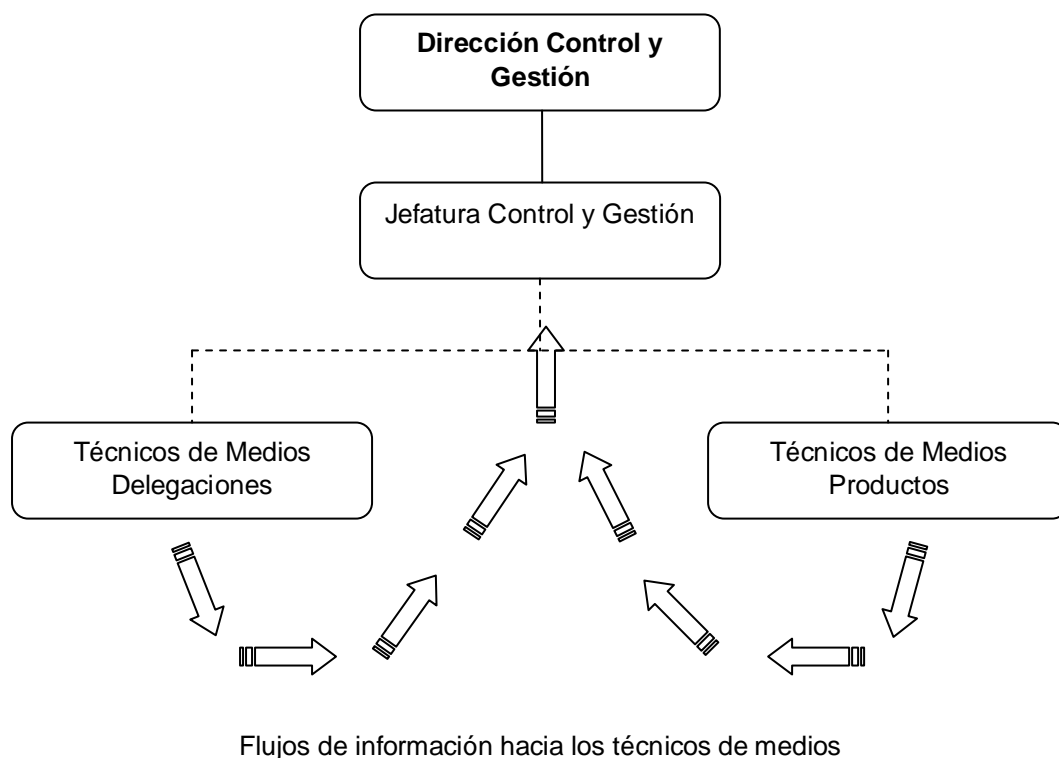 Dirección Control y
Gestión
Jefatura Control y Gestión
Técnicos de Medios
Delegaciones
Técnicos de Medios
Productos
Flujos de información hacia los técnicos de medios